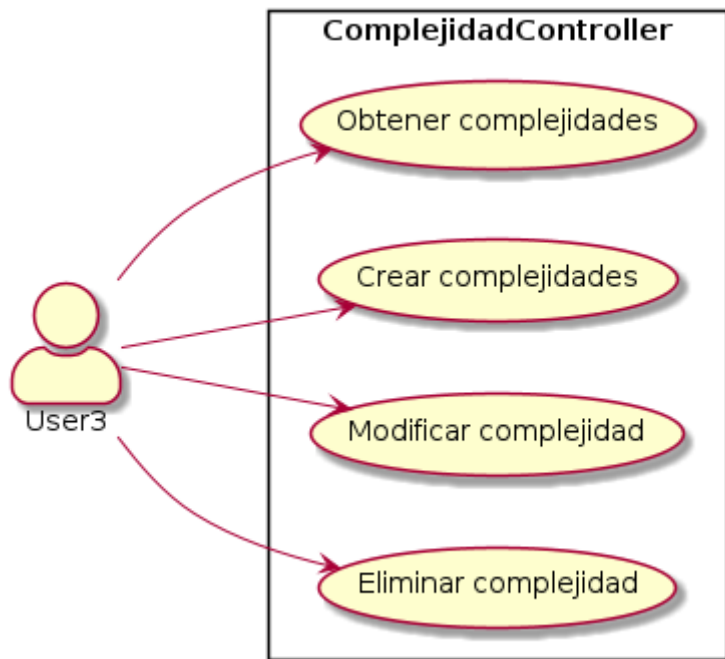 ComplejidadController
Obtener complejidades
Crear complejidades
Modificar complejidad
Eliminar complejidad
User3